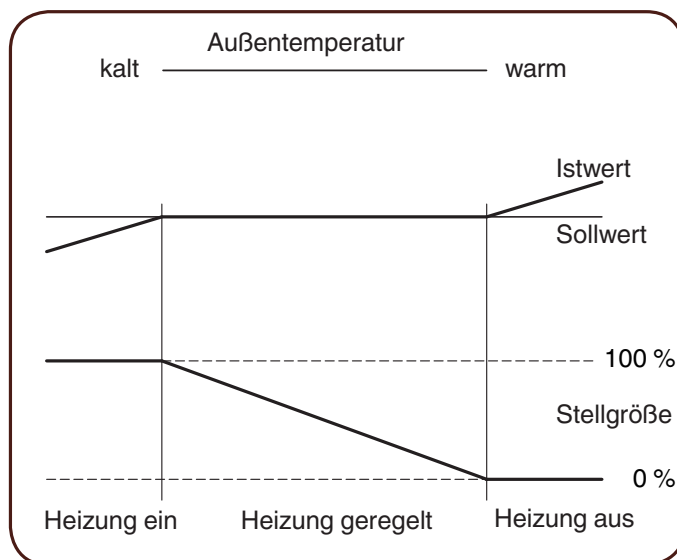 Außentemperatur
kalt
warm
Istwert
Sollwert
100 %
Stellgröße
0 %
Heizung ein
Heizung geregelt
Heizung aus